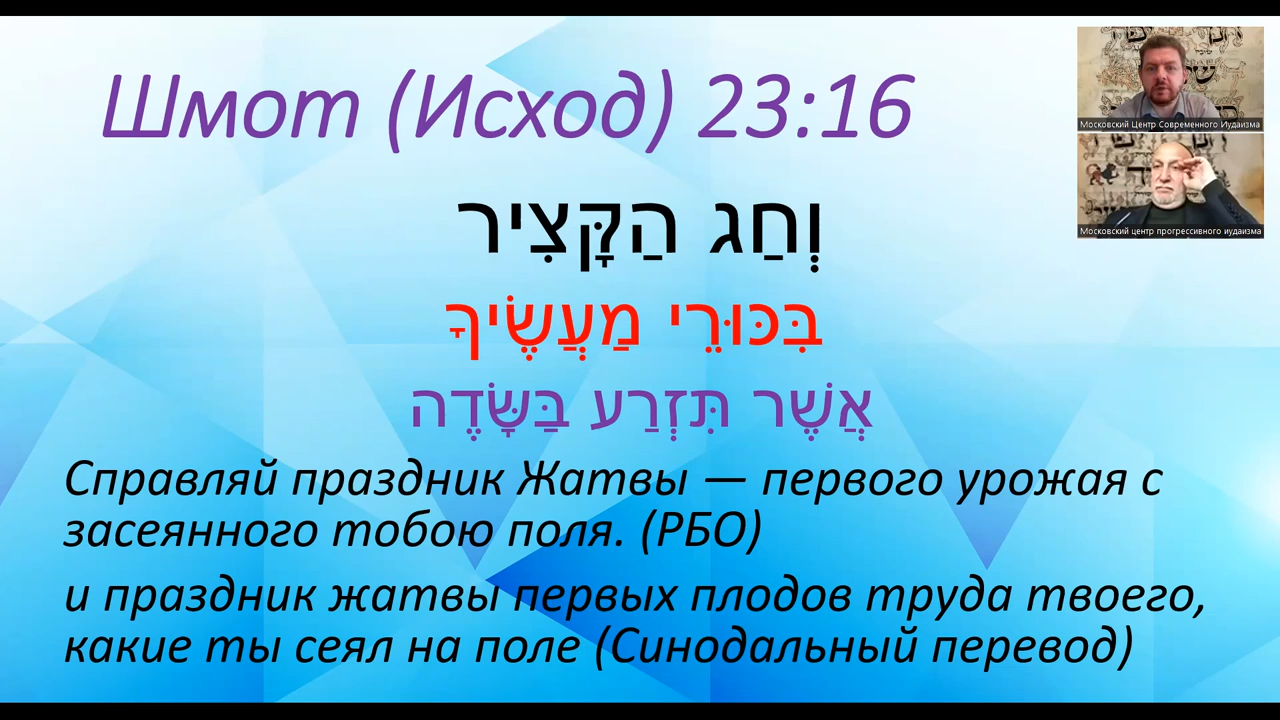 Шмот (Исход) 23:16
וְחַג הַקָּצִיר
בִּכּוּרֵי מַעֲשֶׂיךָ
אֲשֶׁר תִּזְרַע בַּשָּׂדֶה
Справляй праздник Жатвы — первого урожая с
засеянного тобою поля. (РБО)
и праздник жатвы первых плодов труда твоего,
какие ты сеял на поле (Синодальный перевод)
Московский Центр Современного Иудаизма
Московский центр прогрессивного иудаизма